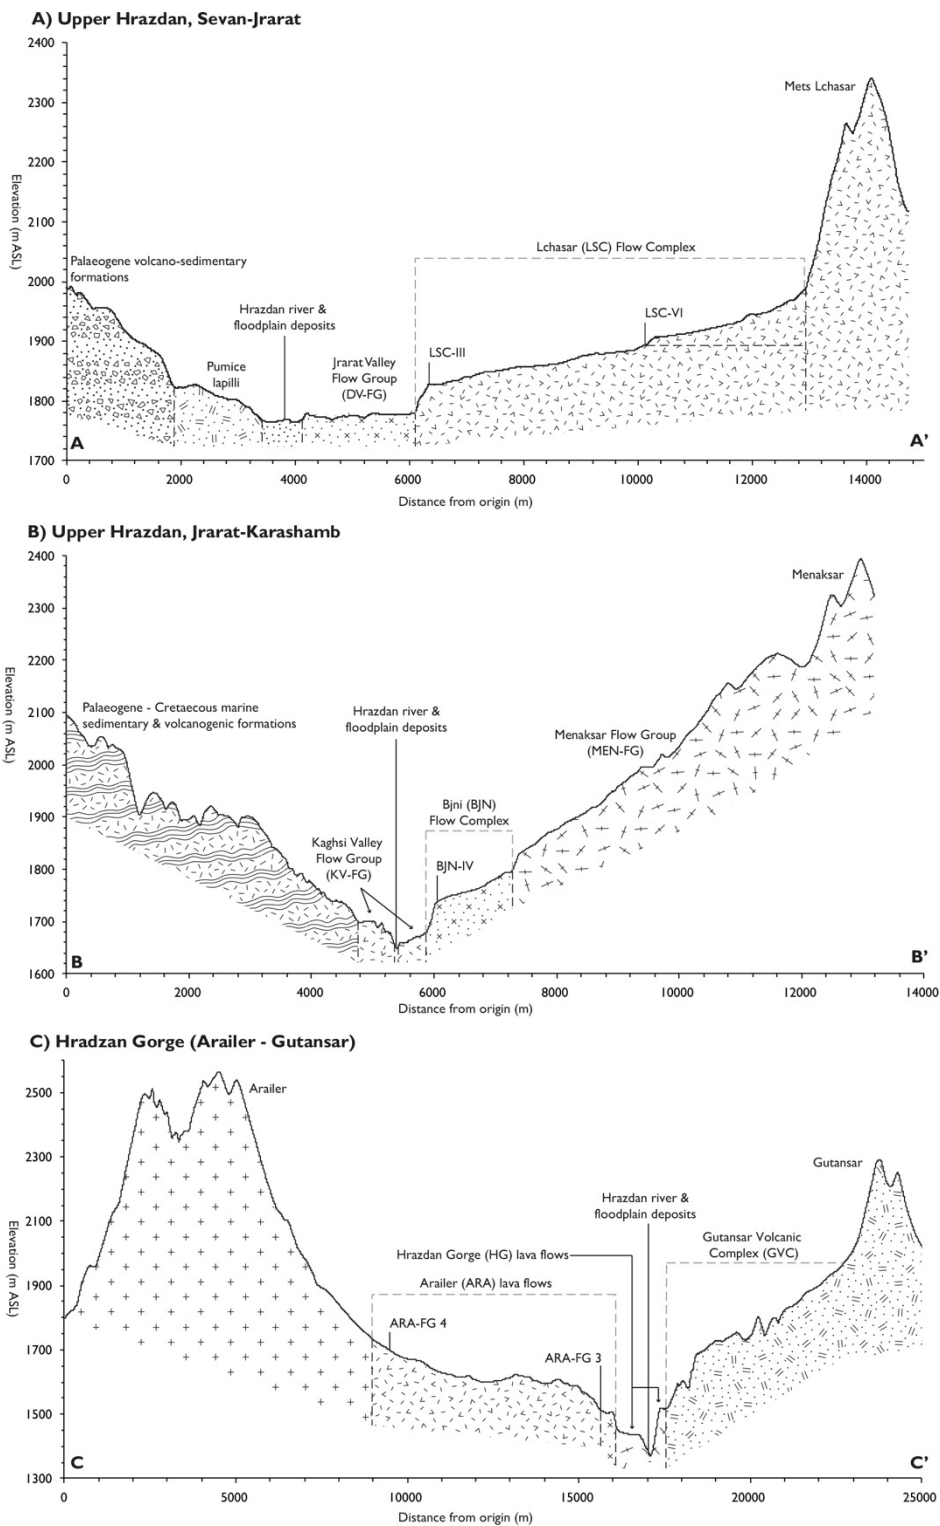 A) Upper Hrazdan, Sevan-Jrarat
2400
2300
2200
2100
2000
1900
1800
1700
Elevation (m ASL)
Mets Lchasar
Lchasar (LSC) Flow Complex
Palaeogene volcano-sedimentary
formations
Hrazdan river &
floodplain deposits
LSC-VI
Pumice
lapilli
Jrarat Valley
Flow Group
(DV-FG)
LSC-III
A
A'
0
2000
4000
6000
8000
10000
12000
14000
Distance from origin (m)
B) Upper Hrazdan, Jrarat-Karashamb
2400
2300
2200
2100
2000
1900
1800
1700
1600
Elevation (m ASL)
Menaksar
Palaeogene - Cretaecous marine
sedimentary & volcanogenic formations
Hrazdan river &
floodplain deposits
Menaksar Flow Group
(MEN-FG)
Bjni (BJN)
Flow Complex
Kaghsi Valley
Flow Group
(KV-FG)
BJN-IV
B
B'
0
2000
4000
6000
8000
10000
12000
14000
Distance from origin (m)
C) Hradzan Gorge (Arailer - Gutansar)
2500
2300
2100
1900
1700
1500
1300
Elevation (m ASL)
Arailer
Gutansar
Hrazdan river &
floodplain deposits
Gutansar Volcanic
Complex (GVC)
Hrazdan Gorge (HG) lava flows
Arailer (ARA) lava flows
ARA-FG 4
ARA-FG 3
C
C'
0
5000
10000
15000
20000
25000
Distance from origin (m)